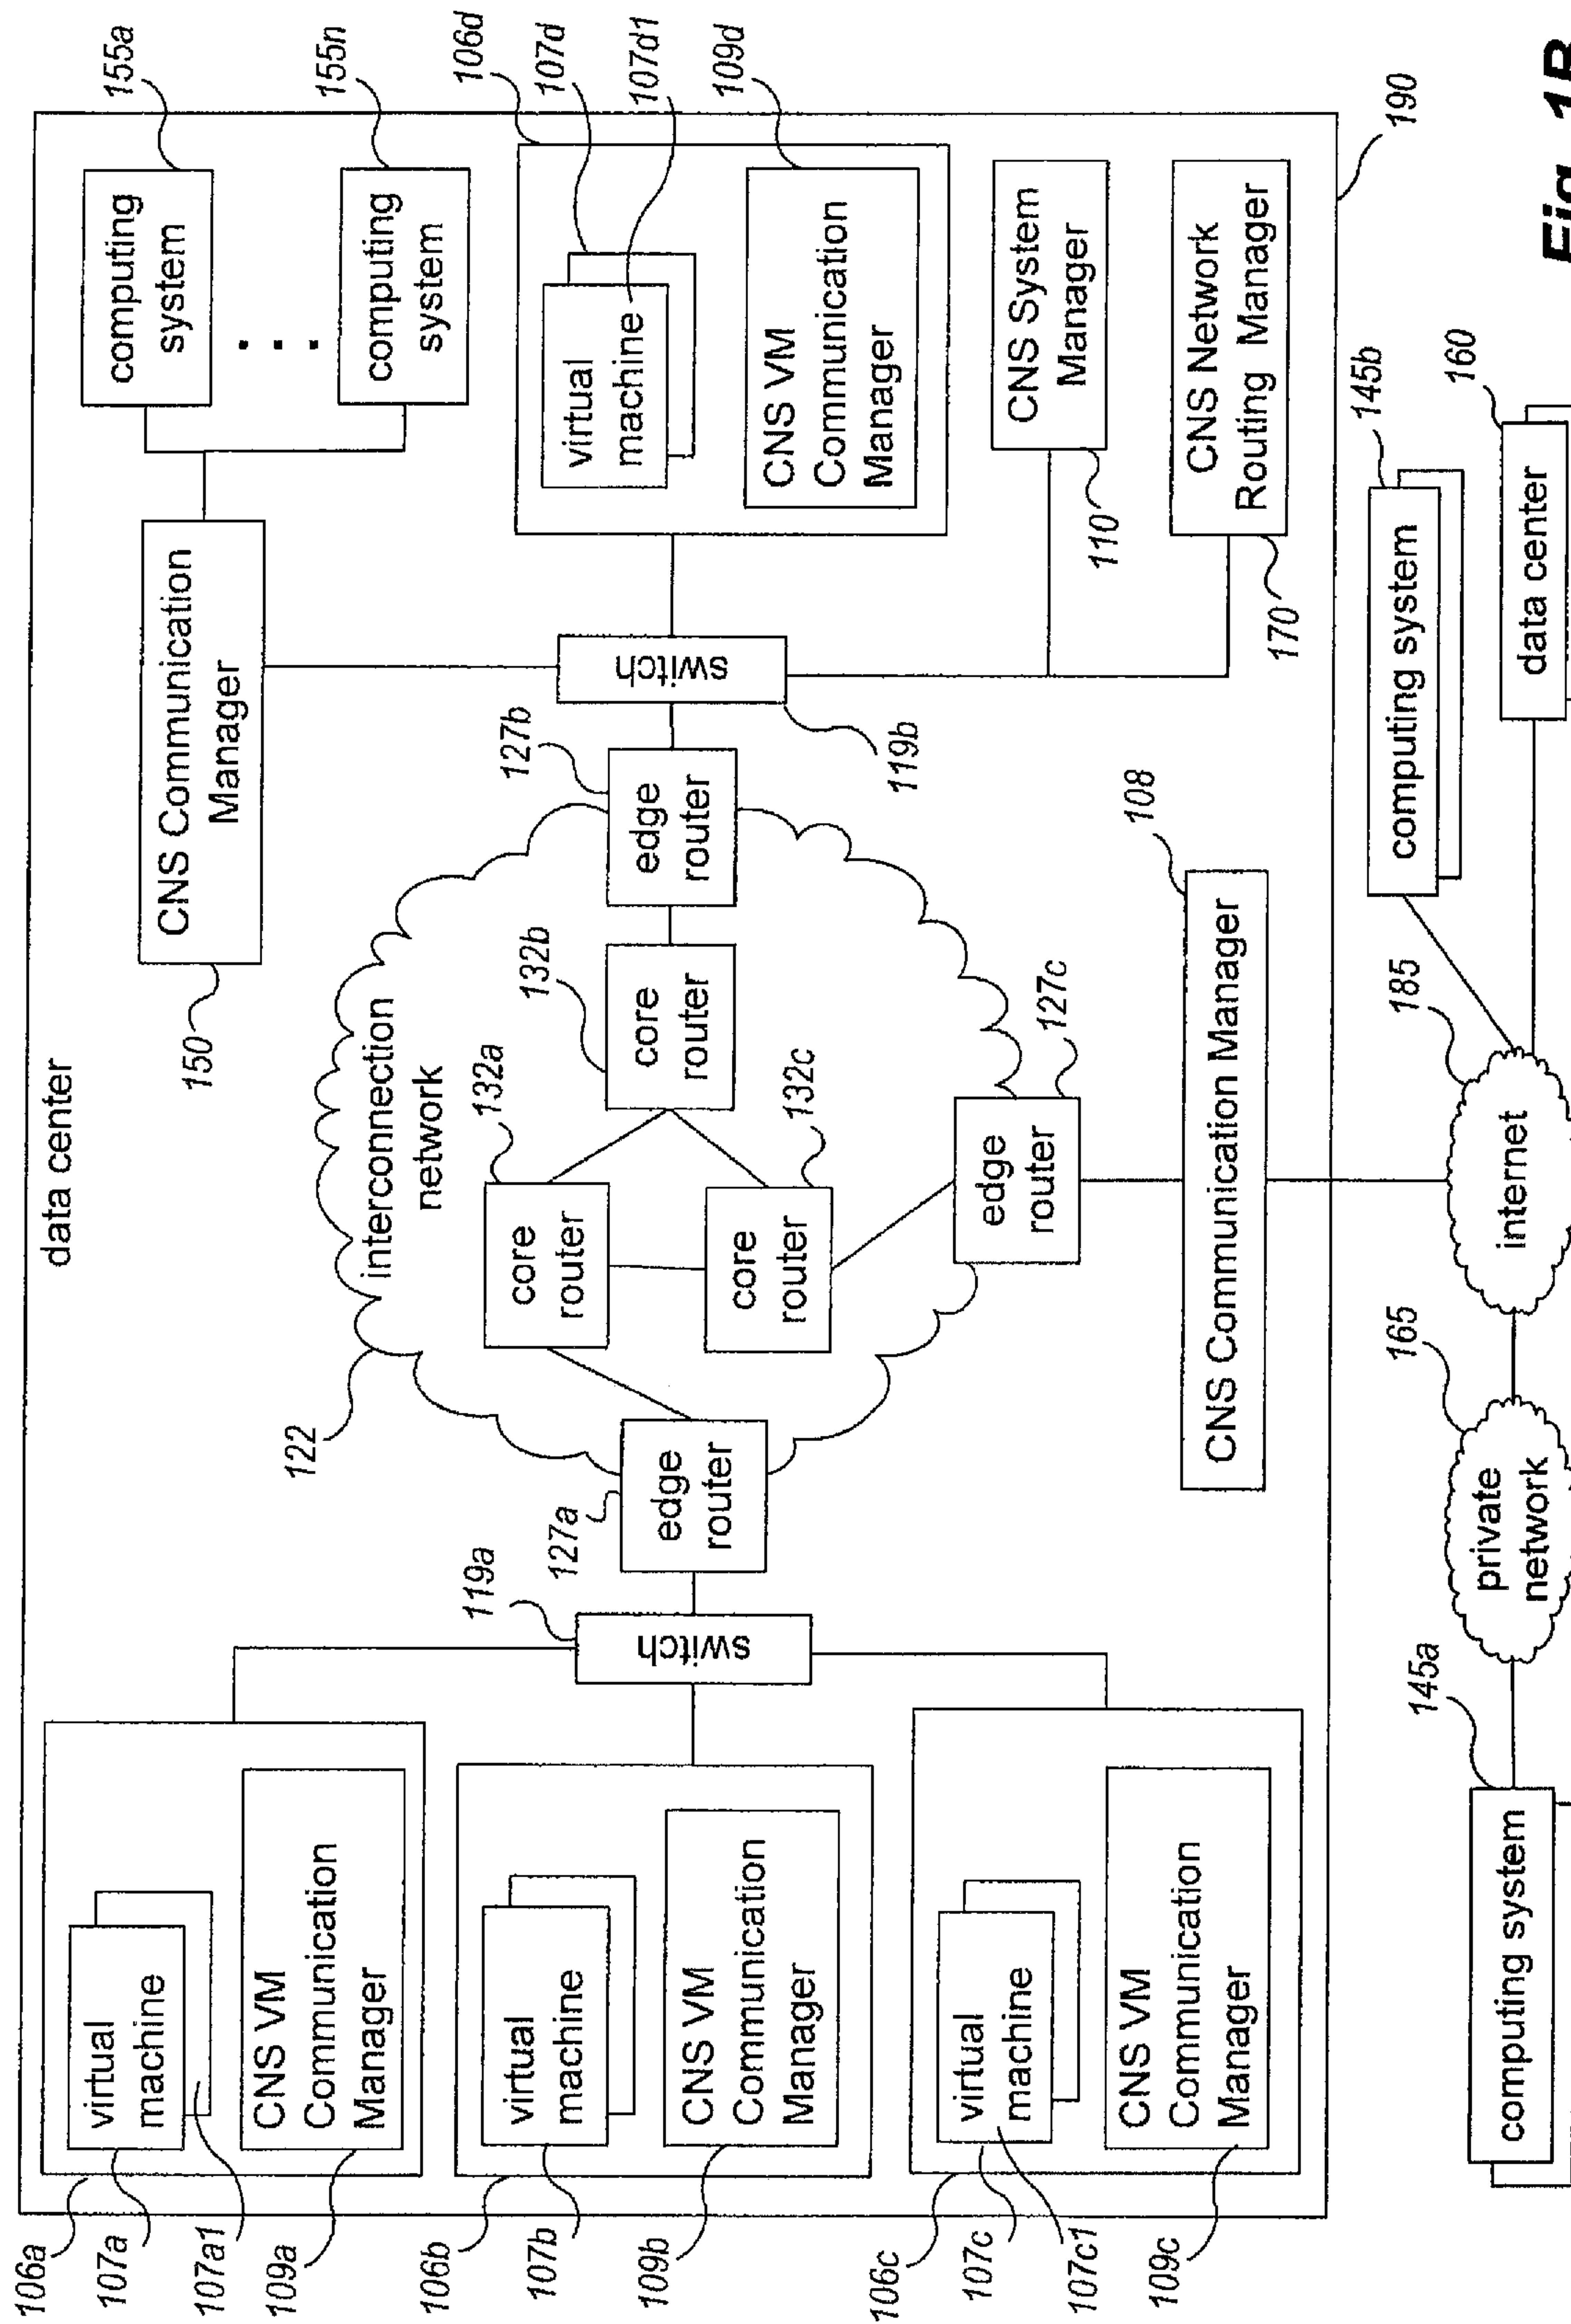 data center
106a
107a
107a1
109a
virtual
machine
CNS VM
Communication
Manager
106b
107b
109b
virtual
machine
CNS VM
Communication
Manager
106c
107c
107c1
109c
virtual
machine
CNS VM
Communication
Manager
119a
switch
127a
edge
router
122
interconnection
network
132a
core
router
132b
core
router
132c
core
router
127b
edge
router
127c
edge
router
119b
switch
150
CNS Communication
Manager
computing
system
155a
computing
system
155n
106d
107d
107d1
109d
virtual
machine
CNS VM
Communication
Manager
CNS System
Manager
110
CNS Network
Routing Manager
170
190
108
CNS Communication Manager
145a
computing system
165
private
network
185
internet
145b
computing system
160
data center
Fig. 1B